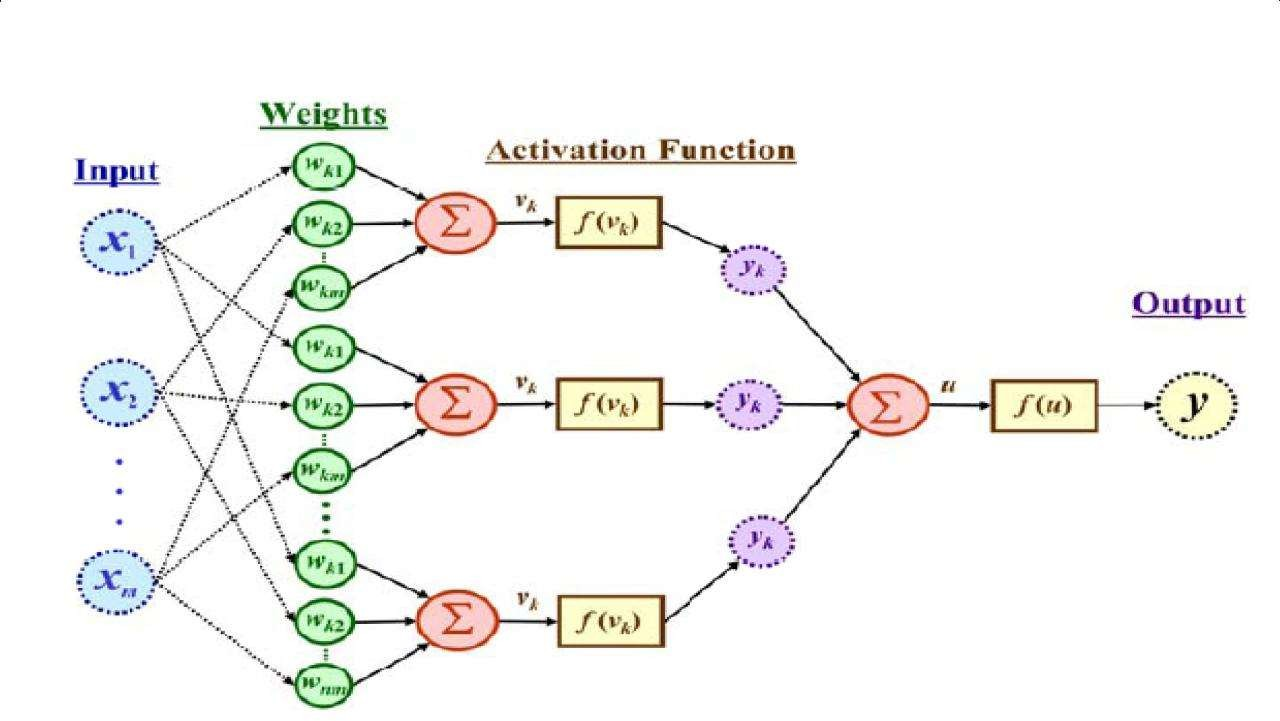 Weights
Activation Function
Input
Output
x1
x2
xm
wk1
wk2
wkm
wk1
wk2
wkm
wk1
wk2
wnm
Σ
vk
f(vk)
yk
Σ
vk
f(vk)
yk
Σ
vk
f(vk)
yk
Σ
u
f(u)
y